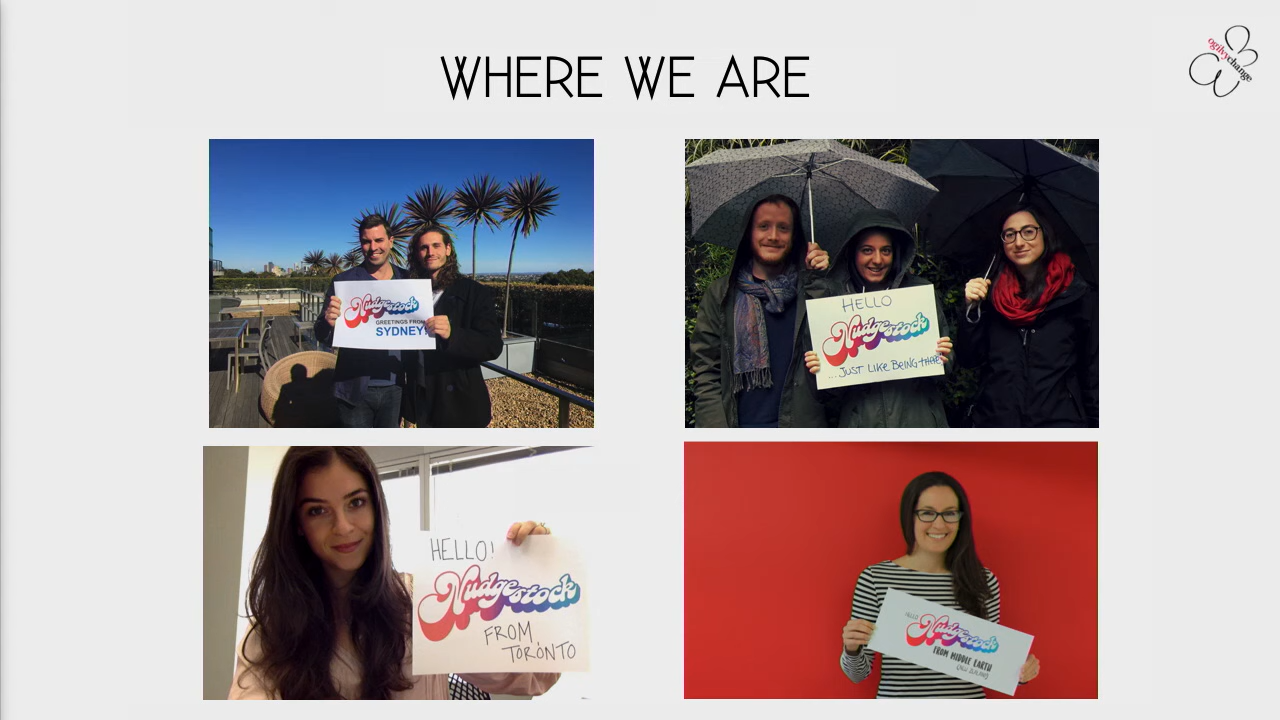 WHERE WE ARE
ogilvychange
Nudgestock
GREETINGS FROM
SYDNEY!
HELLO
Nudgestock
...JUST LIKE BEING THERE
HELLO!
Nudgestock
FROM
TORONTO
HELLO
Nudgestock
FROM MIDDLE EARTH